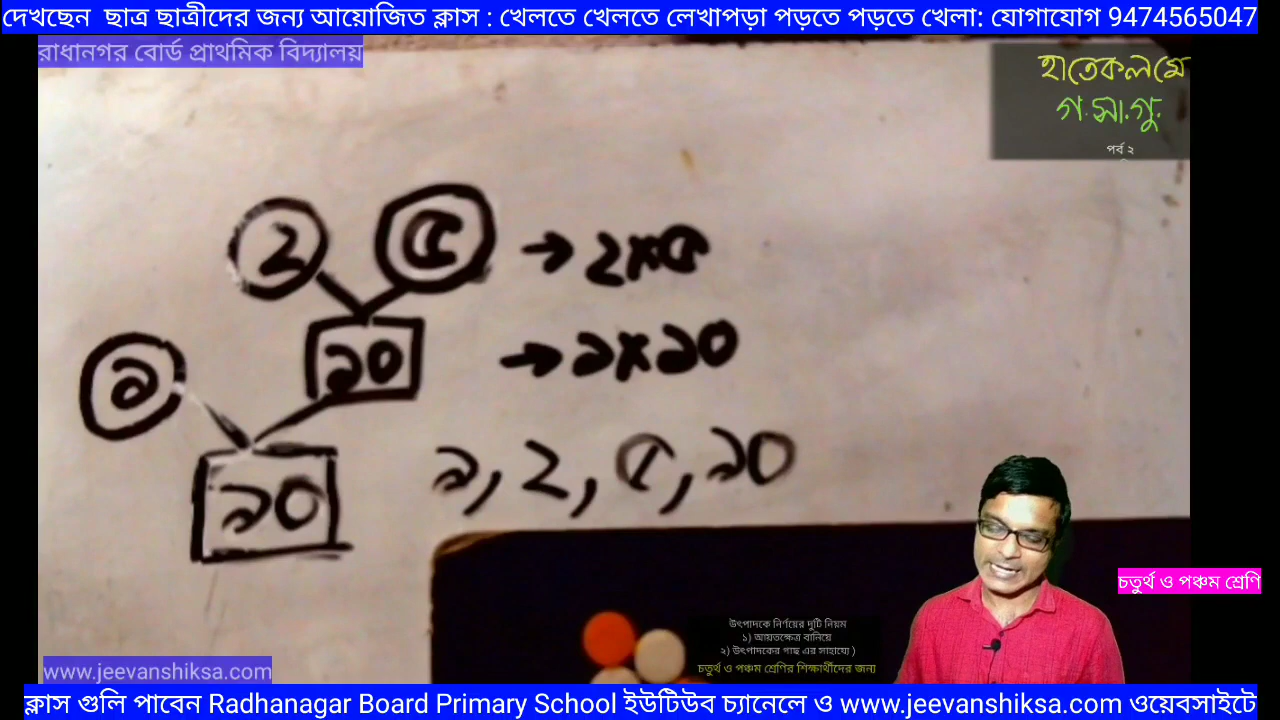 দেখছেন ছাত্র ছাত্রীদের জন্য আয়োজিত ক্লাস : খেলতে খেলতে লেখাপড়া পড়তে পড়তে খেলা: যোগাযোগ 9474565047
রাধানগর বোর্ড প্রাথমিক বিদ্যালয়
হাতেকলমে
গ.সা.গু.
পর্ব ২
২ ৫ → ২×৫
১ ১০ → ১×১০
১০ ১, ২, ৫, ১০
চতুর্থ ও পঞ্চম শ্রেণি
উৎপাদকে নির্ণয়ের দুটি নিয়ম
১) আয়তক্ষেত্র বানিয়ে
২) উৎপাদকের গাছ এর সাহায্যে )
চতুর্থ ও পঞ্চম শ্রেণির শিক্ষার্থীদের জন্য
www.jeevanshiksa.com
ক্লাস গুলি পাবেন Radhanagar Board Primary School ইউটিউব চ্যানেলে ও www.jeevanshiksa.com ওয়েবসাইটে